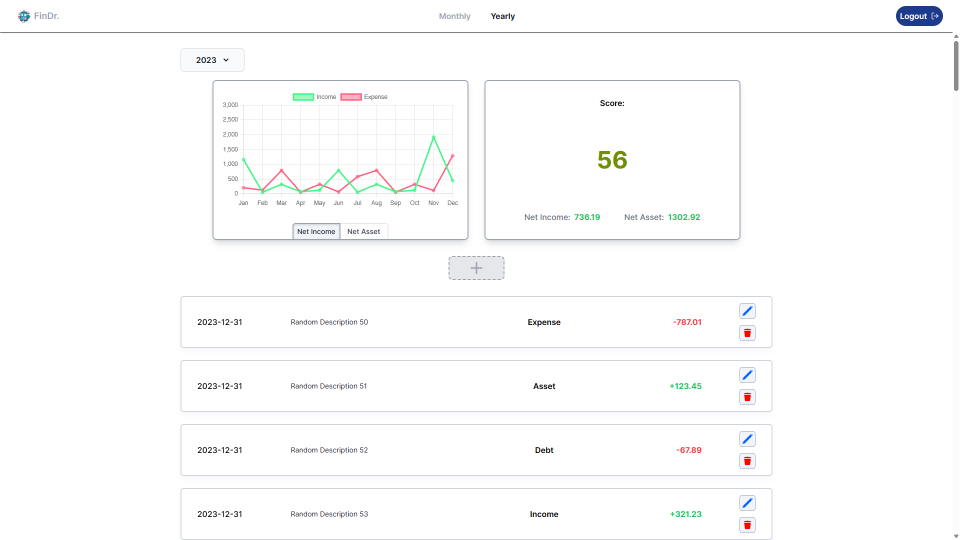 FinDr.
Monthly
Yearly
Logout
2023
Income
Expense
3,000
2,500
2,000
1,500
1,000
500
0
Jan Feb Mar Apr May Jun Jul Aug Sep Oct Nov Dec
Net Income
Net Asset
Score:
56
Net Income: 736.19
Net Asset: 1302.92
2023-12-31 Random Description 50 Expense -787.01
2023-12-31 Random Description 51 Asset +123.45
2023-12-31 Random Description 52 Debt -67.89
2023-12-31 Random Description 53 Income +321.23